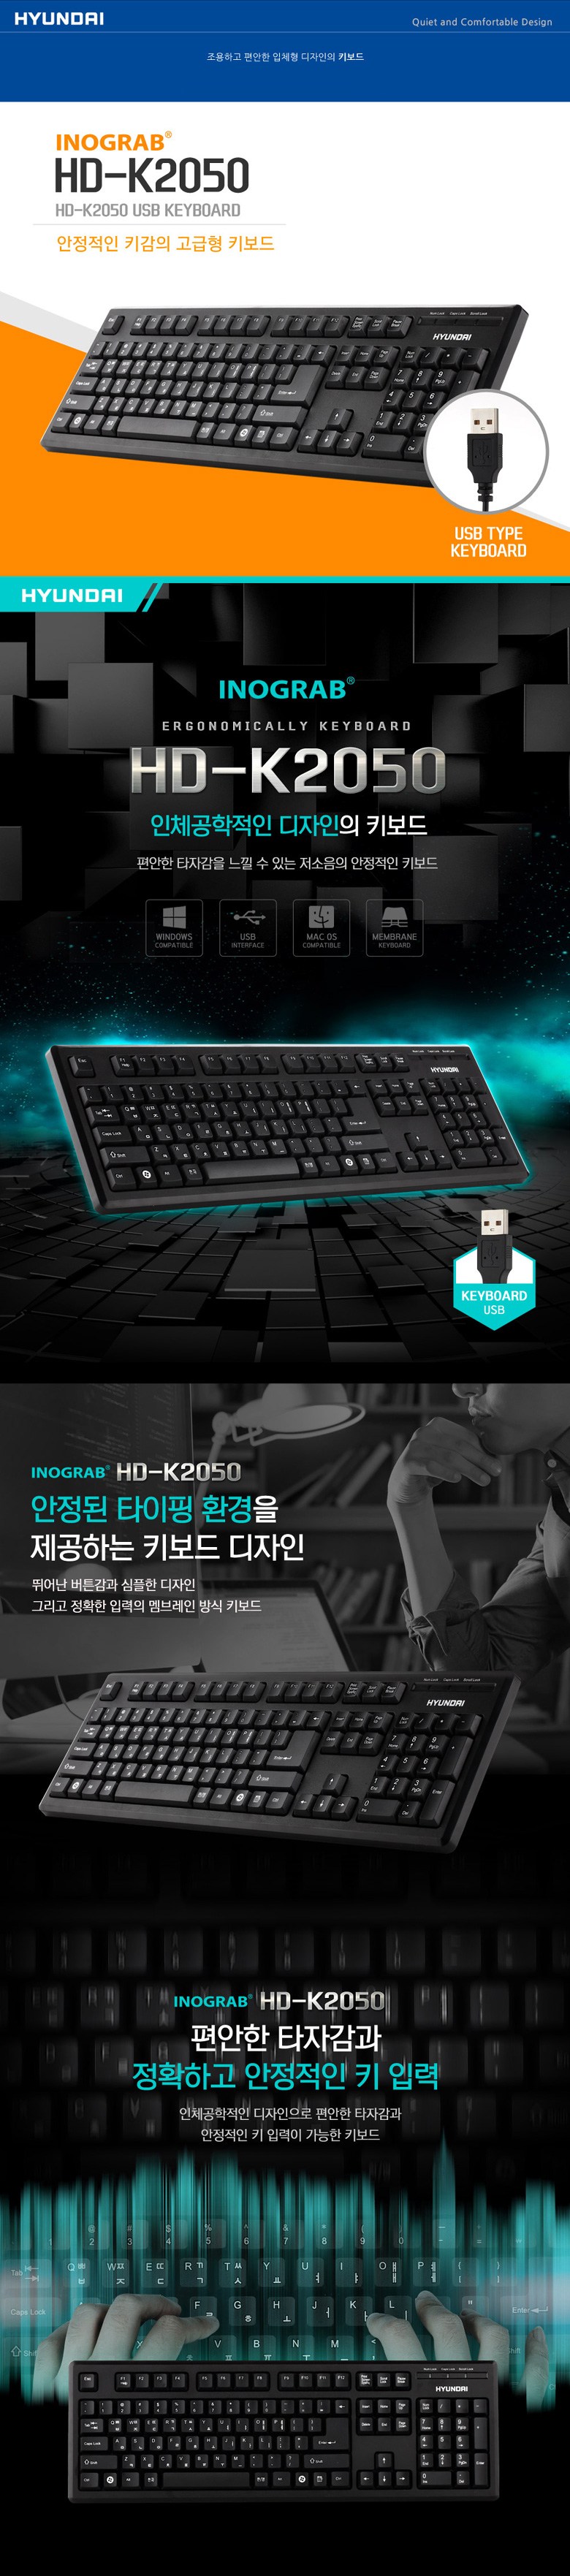 HYUNDAI
Quiet and Comfortable Design
조용하고 편안한 입체형 디자인의 키보드
INOGRAB®
HD-K2050
HD-K2050 USB KEYBOARD
안정적인 키감의 고급형 키보드
HYUNDAI
USB TYPE
KEYBOARD
HYUNDAI
INOGRAB®
ERGONOMICALLY KEYBOARD
HD-K2050
인체공학적인 디자인의 키보드
편안한 타자감을 느낄 수 있는 저소음의 안정적인 키보드
WINDOWS
COMPATIBLE
USB
INTERFACE
MAC OS
COMPATIBLE
MEMBRANE
KEYBOARD
HYUNDAI
KEYBOARD
USB
INOGRAB® HD-K2050
안정된 타이핑 환경을
제공하는 키보드 디자인
뛰어난 버튼감과 심플한 디자인
그리고 정확한 입력의 멤브레인 방식 키보드
HYUNDAI
INOGRAB® HD-K2050
편안한 타자감과
정확하고 안정적인 키 입력
인체공학적인 디자인으로 편안한 타자감과
안정적인 키 입력이 가능한 키보드
HYUNDAI